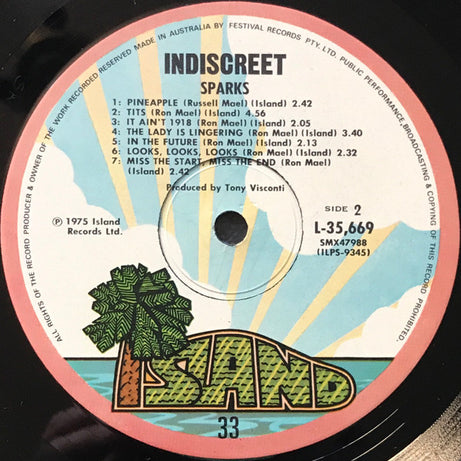 ALL RIGHTS OF THE RECORD PRODUCER & OWNER OF THE WORK RECORDED RESERVED MADE IN AUSTRALIA BY FESTIVAL RECORDS PTY. LTD. PUBLIC PERFORMANCE, BROADCASTING & COPYING OF THIS RECORD PROHIBITED.
INDISCREET
SPARKS
1: PINEAPPLE (Russell Mael) (Island) 2.42
2: TITS (Ron Mael) (Island) 4.56
3: IT AIN'T 1918 (Ron Mael) (Island) 2.05
4: THE LADY IS LINGERING (Ron Mael) (Island) 3.40
5: IN THE FUTURE (Ron Mael) (Island) 2.13
6: LOOKS, LOOKS, LOOKS (Ron Mael) (Island) 2.32
7: MISS THE START, MISS THE END (Ron Mael)
(Island) 2.42
Produced by Tony Visconti
SIDE 2
L-35,669
SMX47988
(ILPS-9345)
℗ 1975 Island
Records Ltd.
ISLAND
33